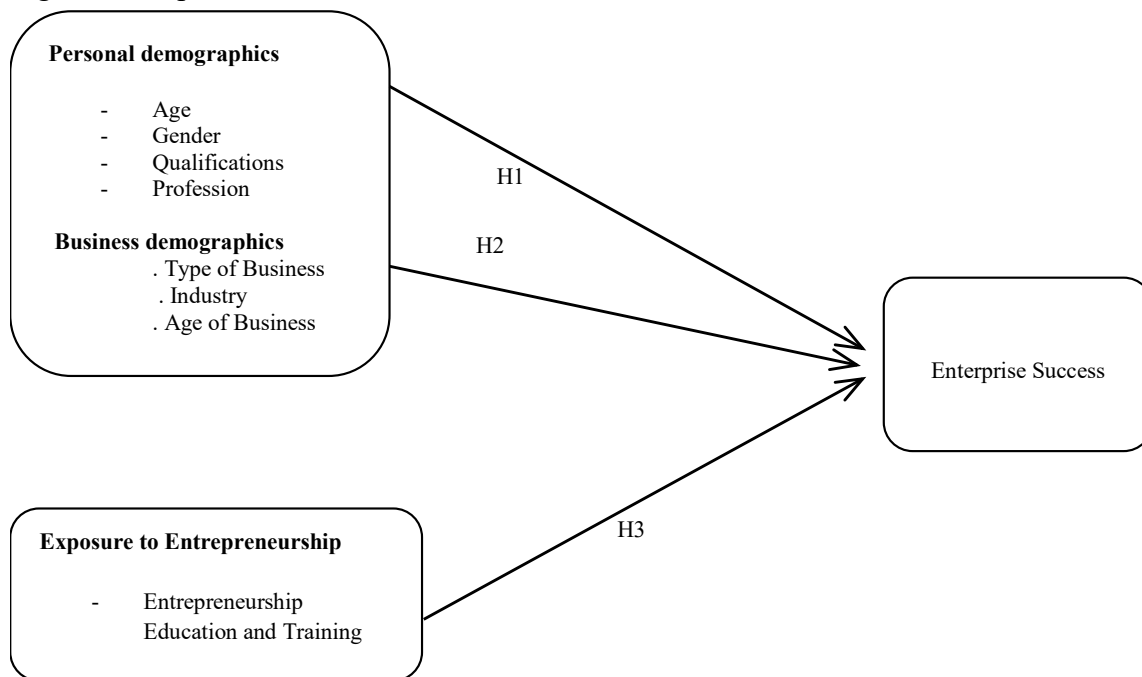 Personal demographics
- Age
- Gender
- Qualifications
- Profession
H1
Business demographics
. Type of Business
. Industry
. Age of Business
H2
Enterprise Success
Exposure to Entrepreneurship
- Entrepreneurship
Education and Training
H3